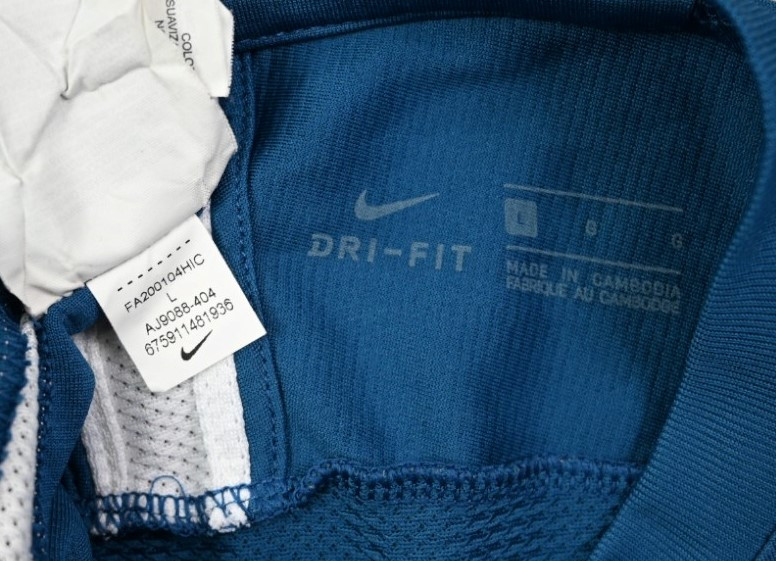 COLO
SUAVIZ
FA200104HIC
L
AJ9088-404
675911481936
DRI-FIT
L G G
MADE IN CAMBODIA
FABRIQUE AU CAMBODGE